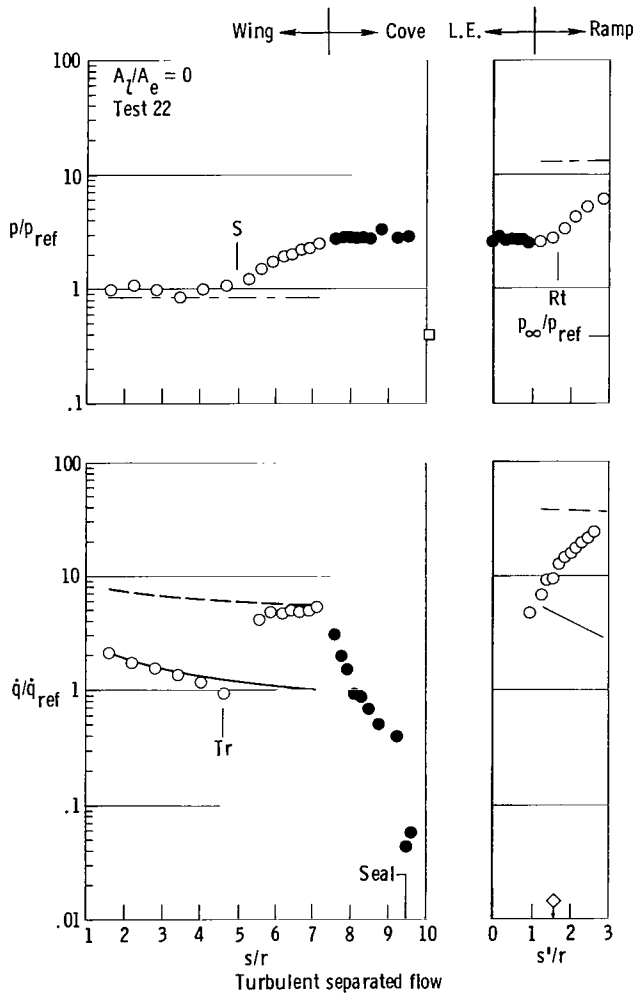 Wing Cove L.E. Ramp
100
A_l/A_e = 0
Test 22
10
p/p_ref
S
1
Rt
p_∞/p_ref
.1
100
10
q̇/q̇_ref
1
Tr
.1
Seal
.01
1 2 3 4 5 6 7 8 9 10 0 1 2 3
s/r s'/r
Turbulent separated flow